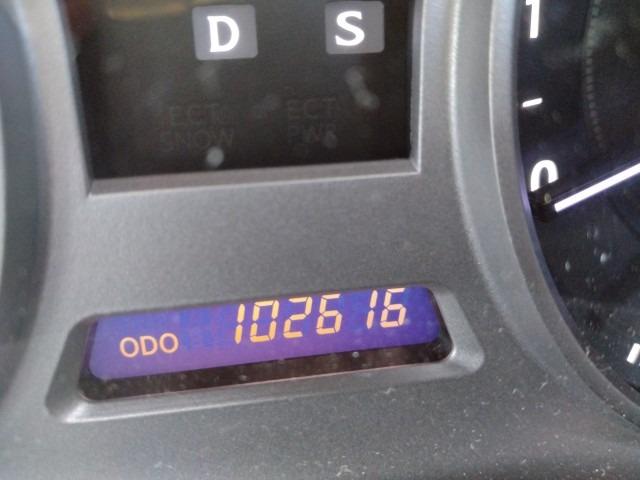 D S
ECT SNOW
ECT PWR
1
0
ODO 102616